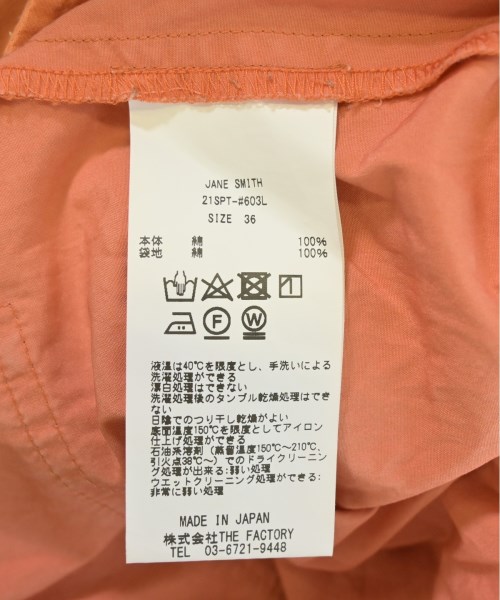 JANE SMITH
21SPT-#603L
SIZE 36
本体 綿 100%
袋地 綿 100%
F W
液温は40℃を限度とし、手洗いによる
洗濯処理ができる
漂白処理はできない
洗濯処理後のタンブル乾燥処理はでき
ない
日陰でのつり干し乾燥がよい
底面温度150℃を限度としてアイロン
仕上げ処理ができる
石油系溶剤(蒸留温度150℃～210℃、
引火点38℃～)でのドライクリーニン
グ処理が出来る:弱い処理
ウエットクリーニング処理ができる:
非常に弱い処理
MADE IN JAPAN
株式会社THE FACTORY
TEL 03-6721-9448